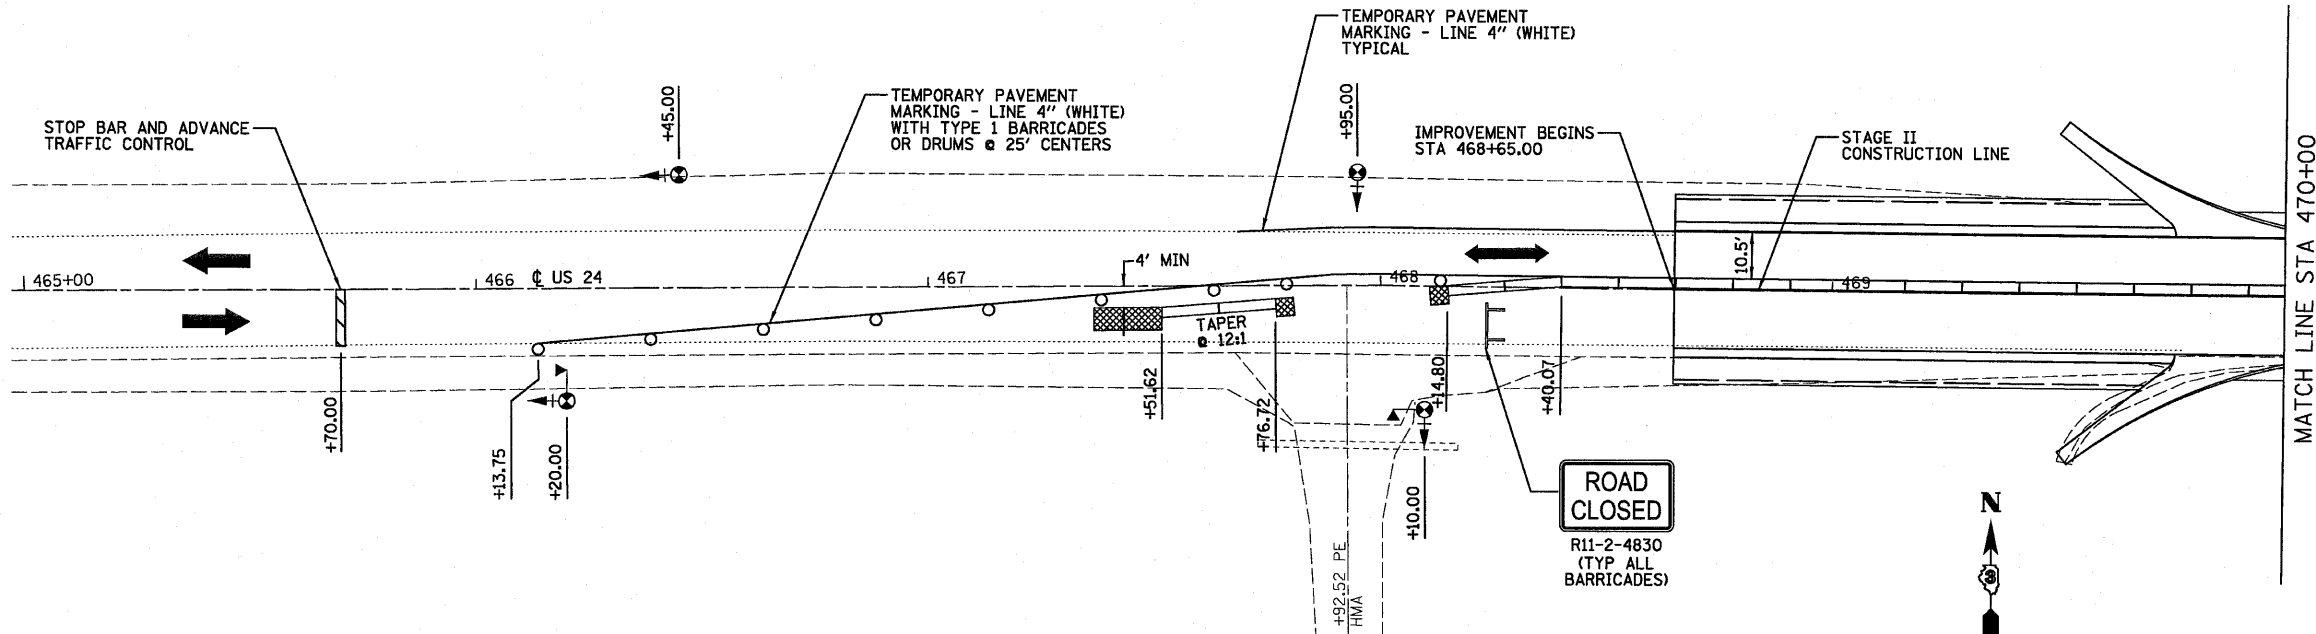 TEMPORARY PAVEMENT
MARKING - LINE 4" (WHITE)
TYPICAL
TEMPORARY PAVEMENT
MARKING - LINE 4" (WHITE)
WITH TYPE 1 BARRICADES
OR DRUMS @ 25' CENTERS
STOP BAR AND ADVANCE
TRAFFIC CONTROL
+45.00
+95.00
IMPROVEMENT BEGINS
STA 468+65.00
STAGE II
CONSTRUCTION LINE
MATCH LINE STA 470+00
465+00
466
℄ US 24
467
4' MIN
468
10.5'
469
TAPER
@ 12:1
+70.00
+13.75
+20.00
+51.62
+76.72
+14.80
+40.07
+10.00
+92.52 PE
HMA
ROAD
CLOSED
R11-2-4830
(TYP ALL
BARRICADES)
N